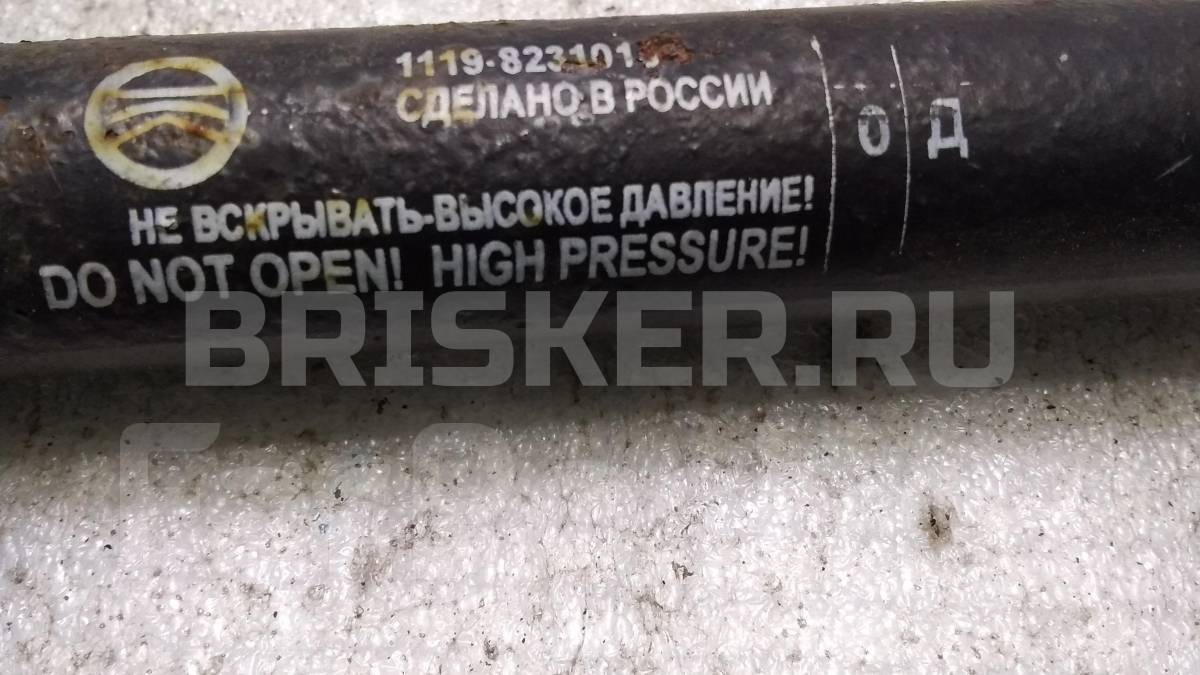 1119-823101
СДЕЛАНО В РОССИИ
О Д
НЕ ВСКРЫВАТЬ-ВЫСОКОЕ ДАВЛЕНИЕ!
DO NOT OPEN! HIGH PRESSURE!
BRISKER.RU